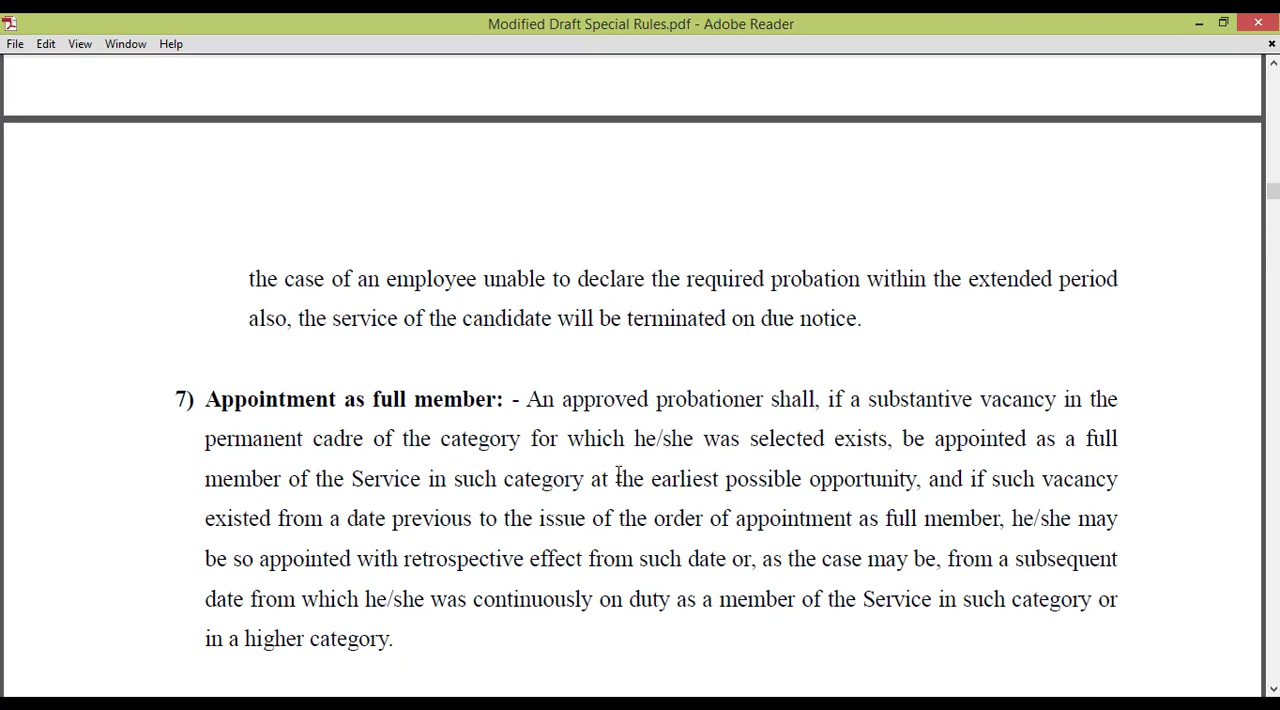 Modified Draft Special Rules.pdf - Adobe Reader
File Edit View Window Help
the case of an employee unable to declare the required probation within the extended period
also, the service of the candidate will be terminated on due notice.
7) Appointment as full member: - An approved probationer shall, if a substantive vacancy in the
permanent cadre of the category for which he/she was selected exists, be appointed as a full
member of the Service in such category at the earliest possible opportunity, and if such vacancy
existed from a date previous to the issue of the order of appointment as full member, he/she may
be so appointed with retrospective effect from such date or, as the case may be, from a subsequent
date from which he/she was continuously on duty as a member of the Service in such category or
in a higher category.